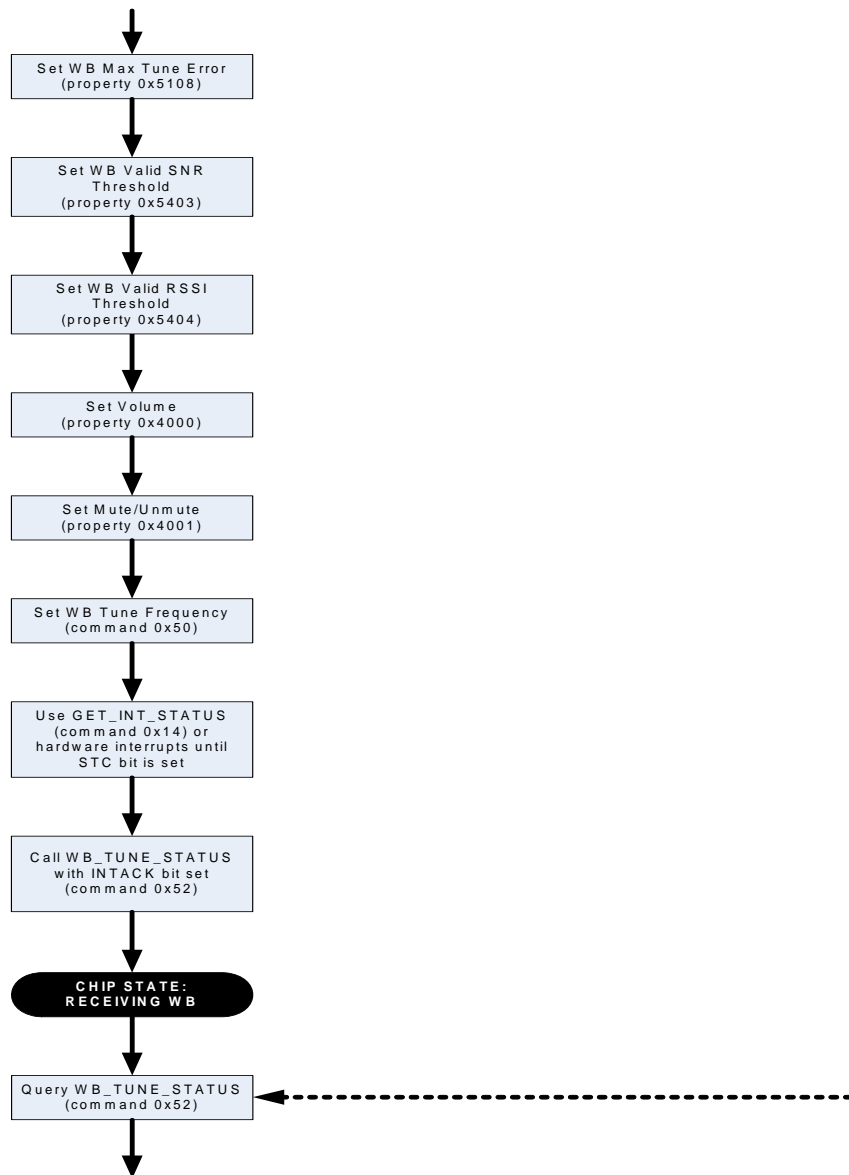 Set WB Max Tune Error
(property 0x5108)
Set WB Valid SNR
Threshold
(property 0x5403)
Set WB Valid RSSI
Threshold
(property 0x5404)
Set Volume
(property 0x4000)
Set Mute/Unmute
(property 0x4001)
Set WB Tune Frequency
(command 0x50)
Use GET_INT_STATUS
(command 0x14) or
hardware interrupts until
STC bit is set
Call WB_TUNE_STATUS
with INTACK bit set
(command 0x52)
CHIP STATE:
RECEIVING WB
Query WB_TUNE_STATUS
(command 0x52)